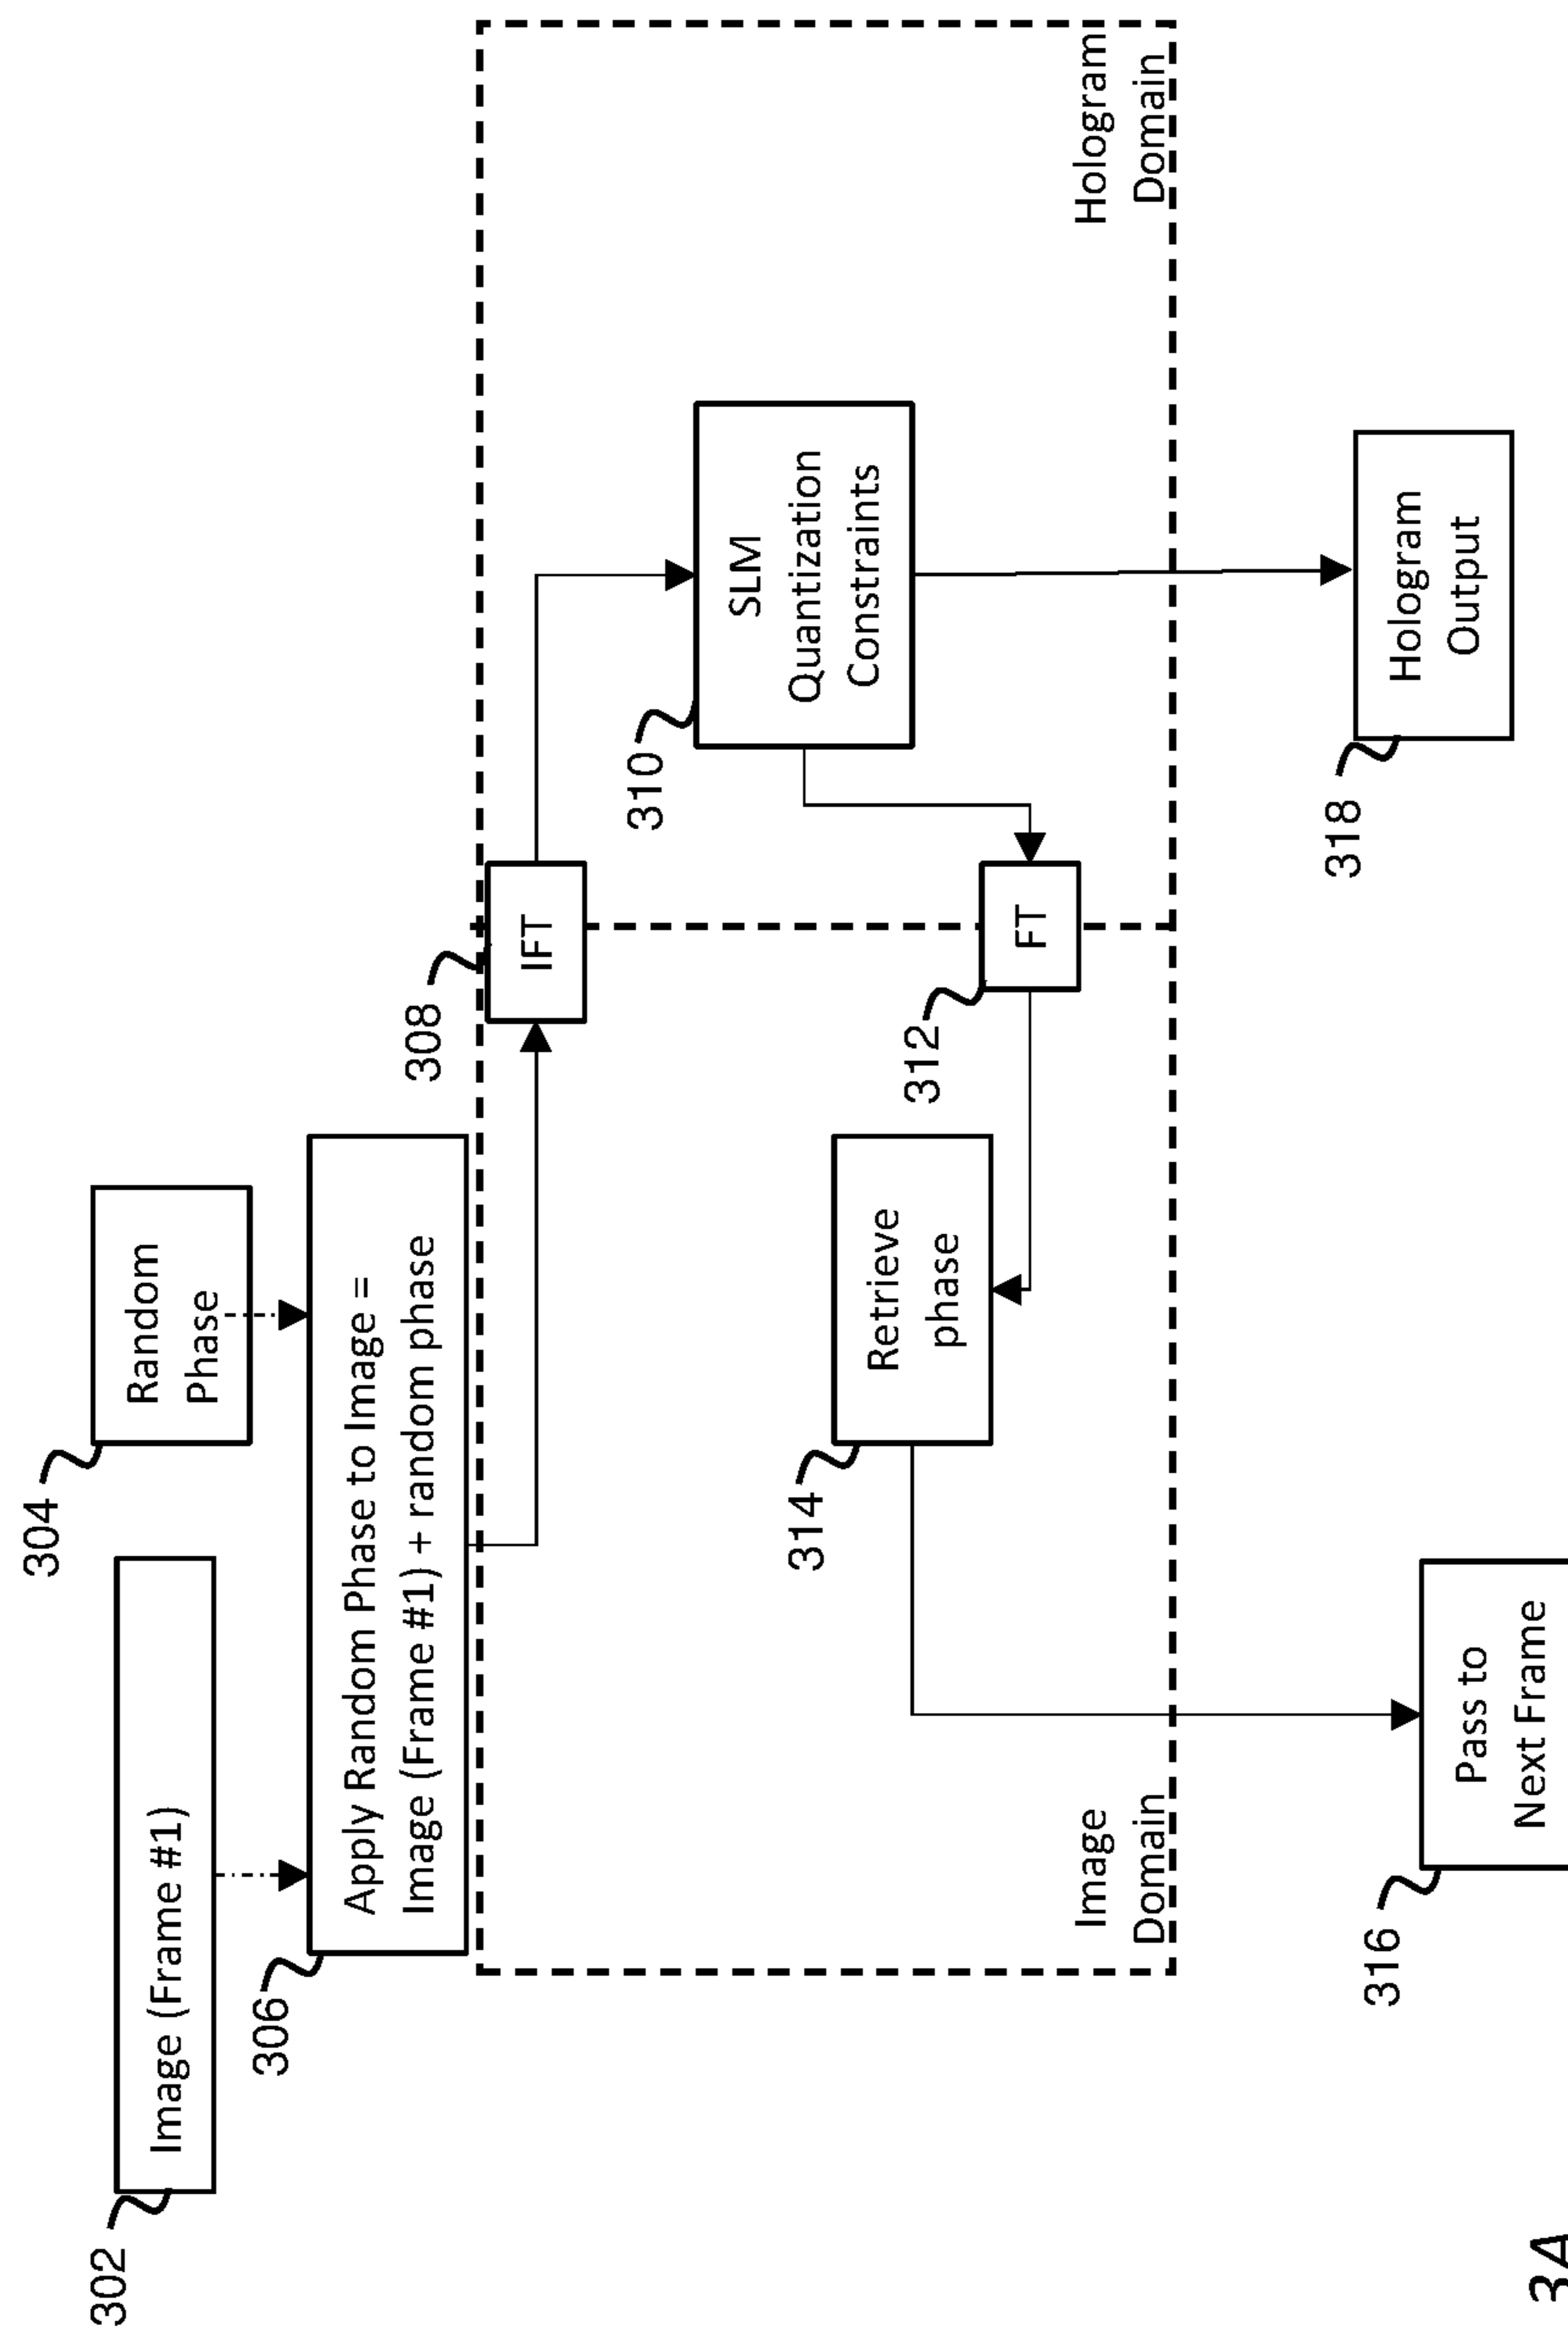 302
Image (Frame #1)
304
Random
Phase
306
Apply Random Phase to Image =
Image (Frame #1) + random phase
308
IFT
310
SLM
Quantization
Constraints
312
FT
314
Retrieve
phase
Image
Domain
Hologram
Domain
316
Pass to
Next Frame
318
Hologram
Output
3A